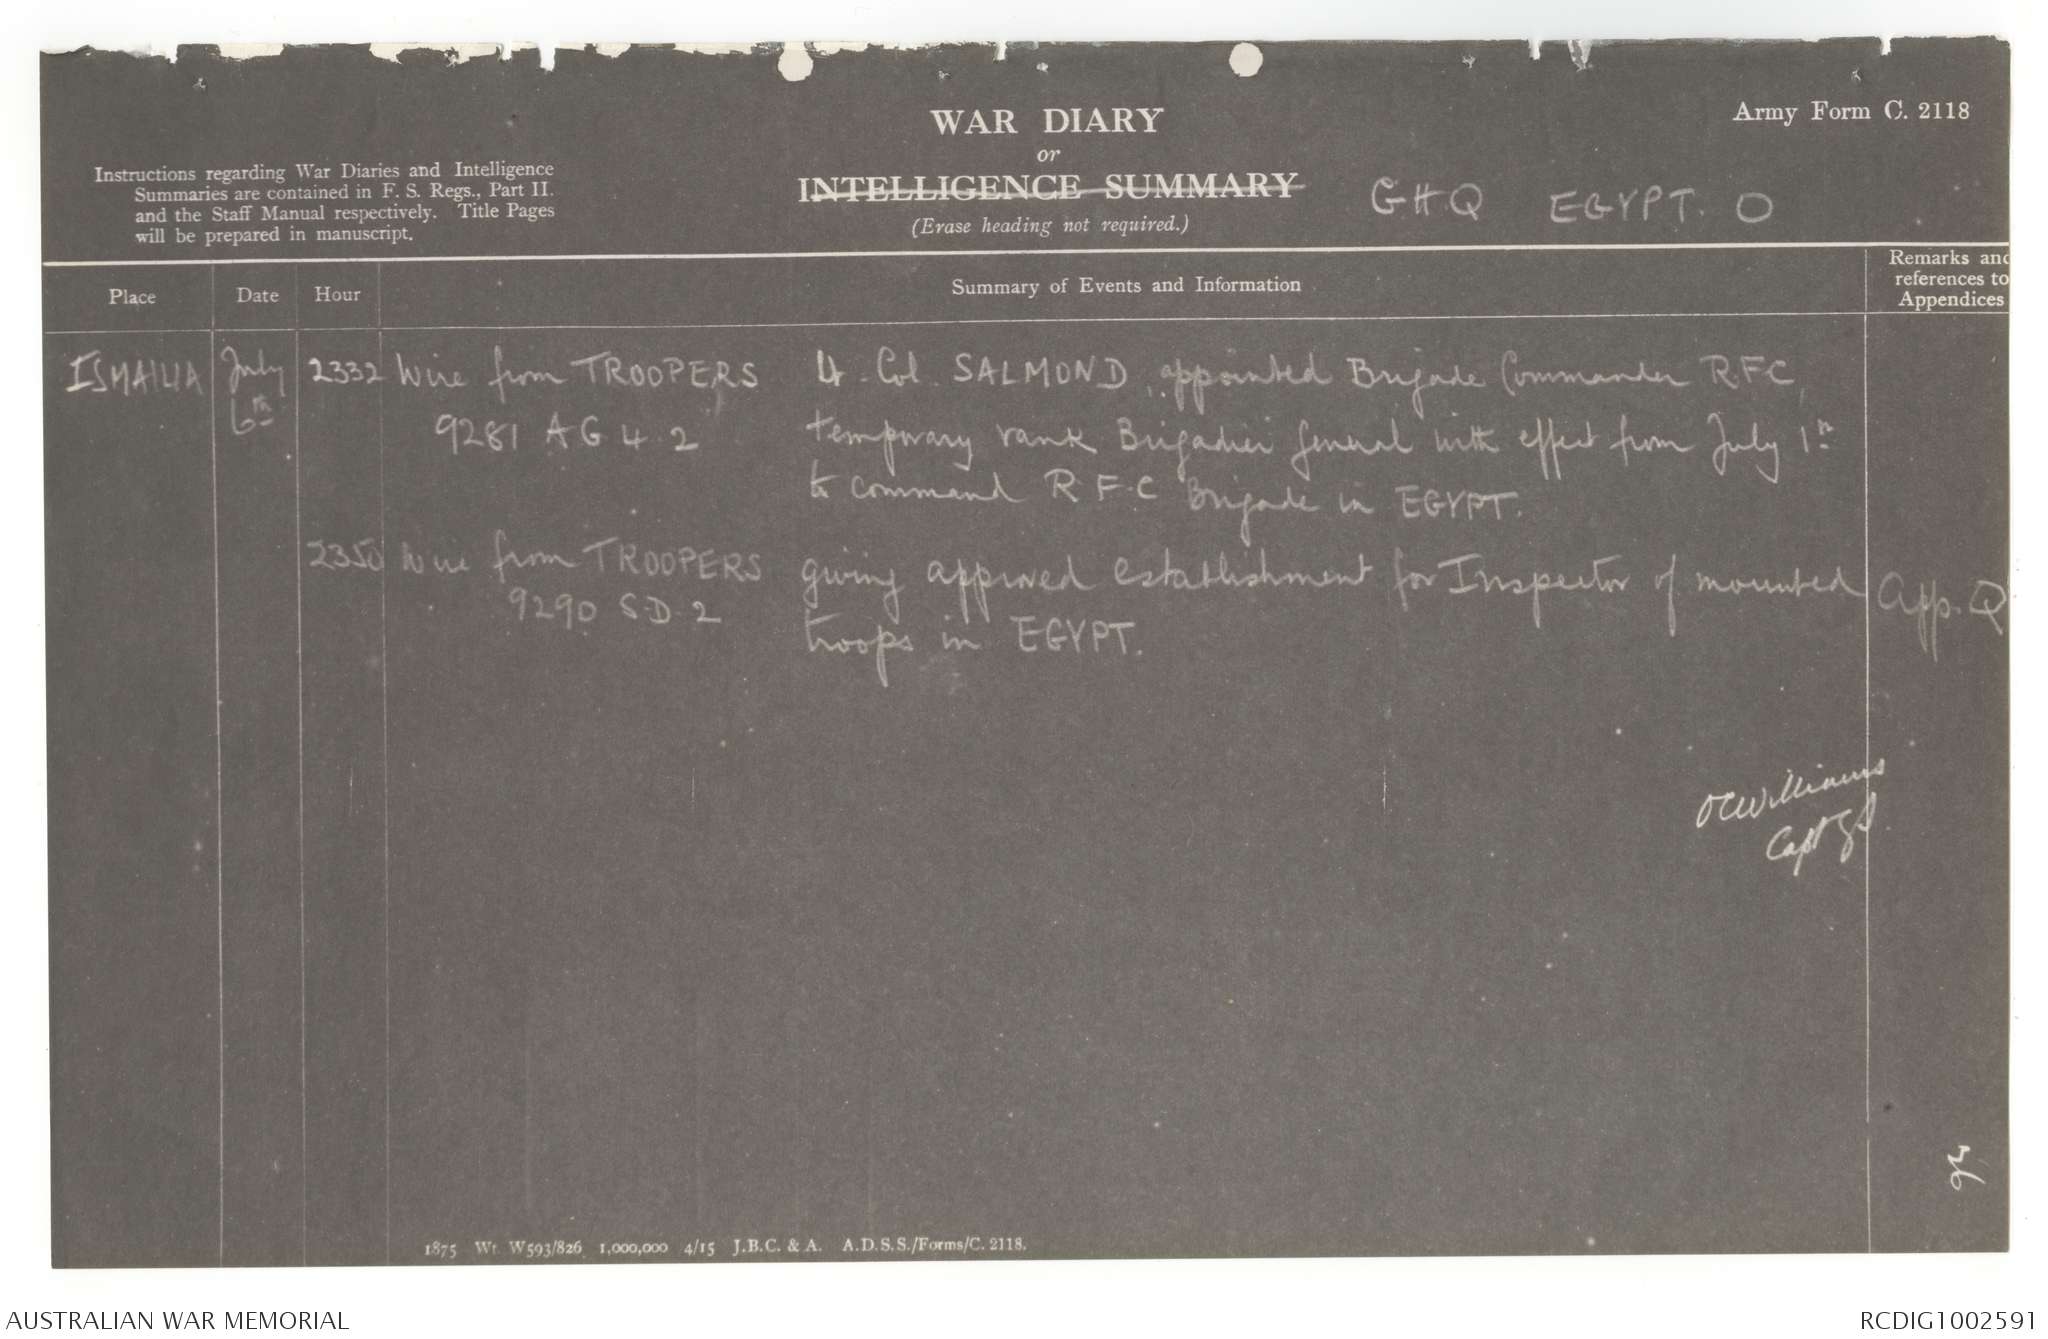 Army Form C. 2118
WAR DIARY
or
INTELLIGENCE SUMMARY
(Erase heading not required.)
Instructions regarding War Diaries and Intelligence
Summaries are contained in F. S. Regs., Part II.
and the Staff Manual respectively. Title Pages
will be prepared in manuscript.
G.H.Q EGYPT. O
Place Date Hour Summary of Events and Information Remarks and references to Appendices
ISMAILIA July 2332 Wire from TROOPERS Lt. Col. SALMOND, appointed Brigade Commander R.F.C,
6th 9281 AG 4.2 temporary rank Brigadier General with effect from July 1st
to command R.F.C Brigade in EGYPT.
2350 Wire from TROOPERS giving approved establishment for Inspector of mounted App. Q
9290 S.D.2 troops in EGYPT.
OCWilliams
Capt GS
1875 Wt. W593/826 1,000,000 4/15 J.B.C. & A. A.D.S.S./Forms/C. 2118.
AUSTRALIAN WAR MEMORIAL
RCDIG1002591